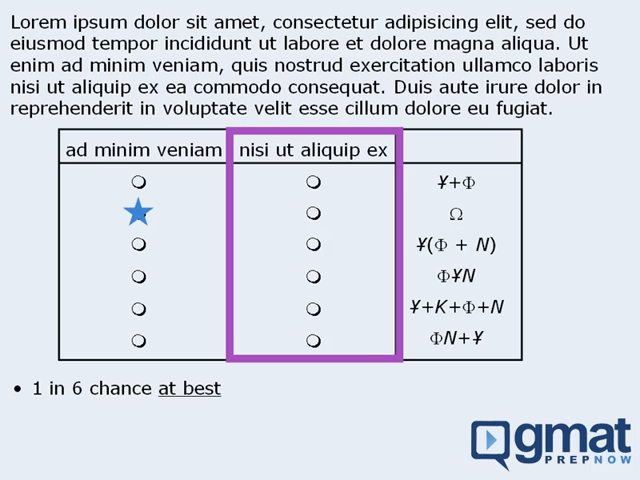 Lorem ipsum dolor sit amet, consectetur adipisicing elit, sed do
eiusmod tempor incididunt ut labore et dolore magna aliqua. Ut
enim ad minim veniam, quis nostrud exercitation ullamco laboris
nisi ut aliquip ex ea commodo consequat. Duis aute irure dolor in
reprehenderit in voluptate velit esse cillum dolore eu fugiat.
ad minim veniam nisi ut aliquip ex
¥+Φ
Ω
¥(Φ + N)
Φ¥N
¥+K+Φ+N
ΦN+¥
• 1 in 6 chance at best
gmat
PREPNOW